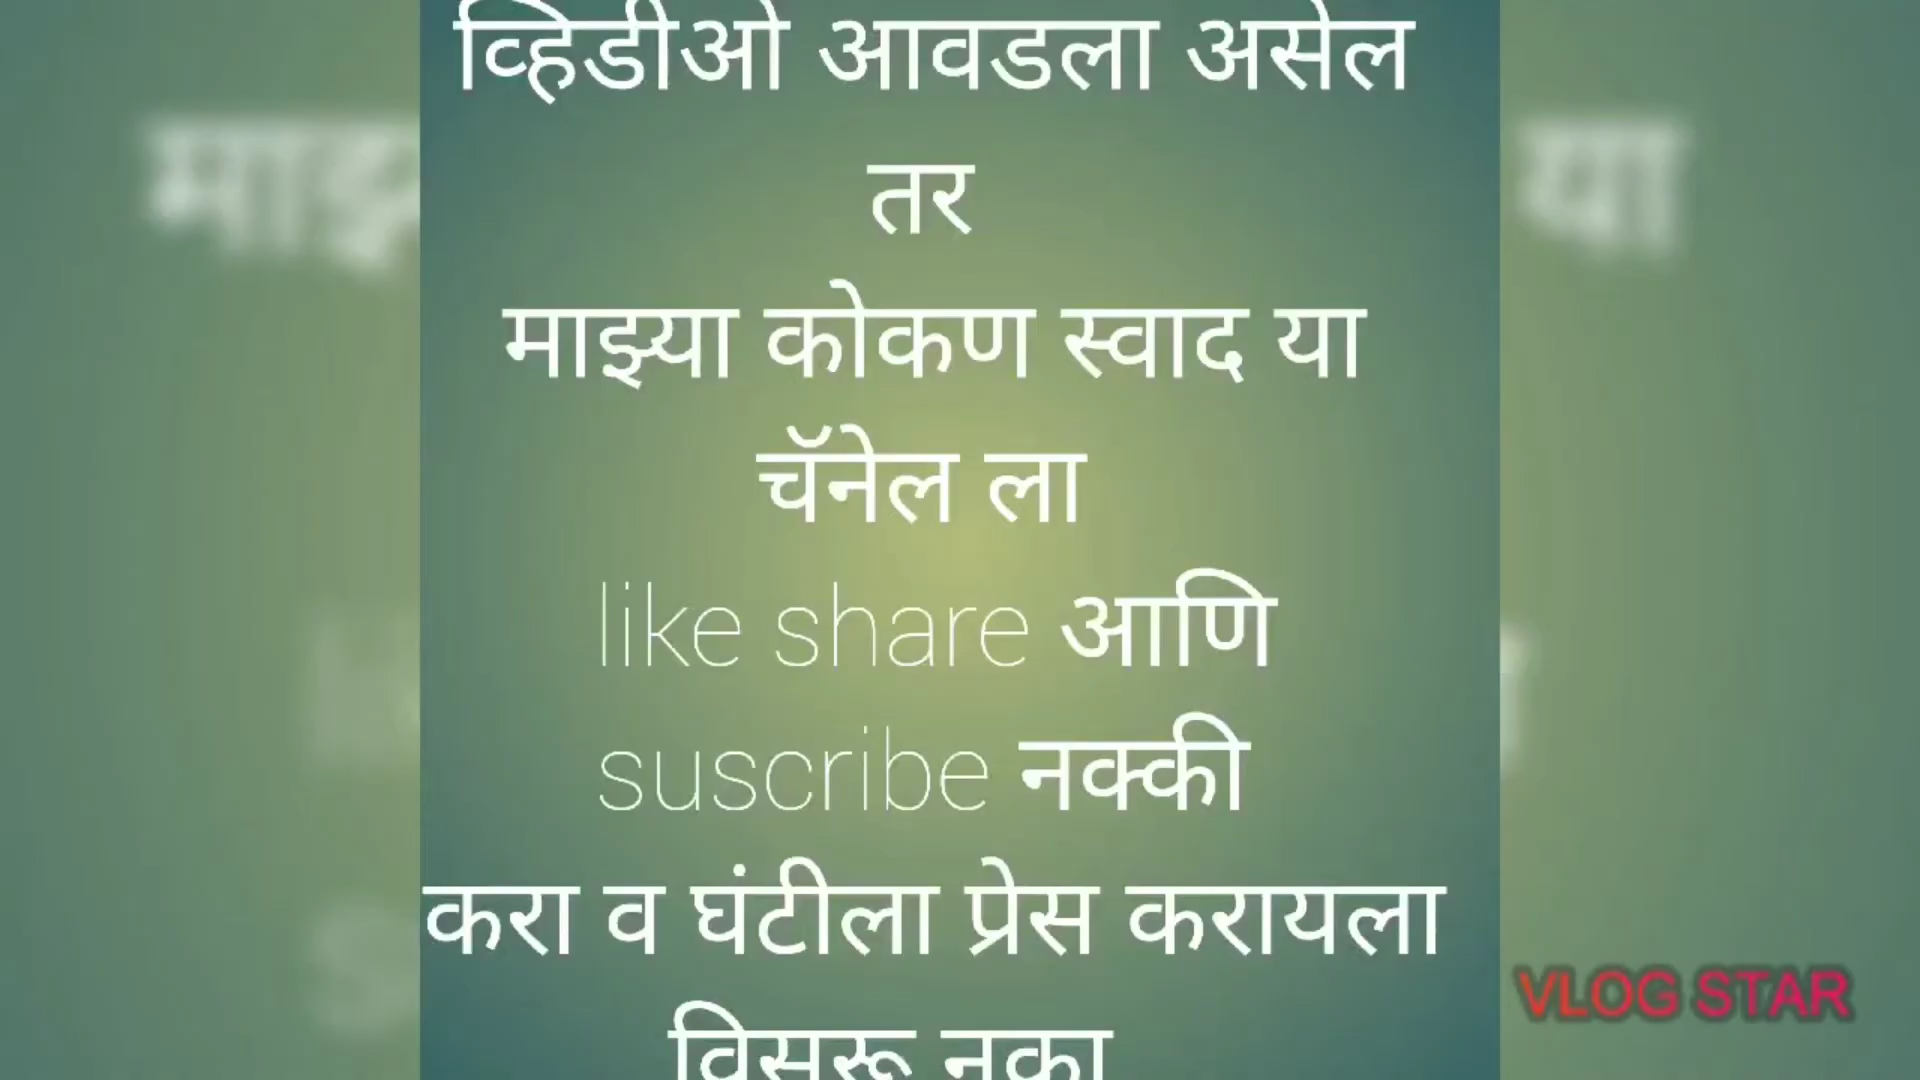 व्हिडीओ आवडला असेल
तर
माझ्या कोकण स्वाद या
चॅनेल ला
like share आणि
suscribe नक्की
करा व घंटीला प्रेस करायला
विसरू नका
VLOG STAR